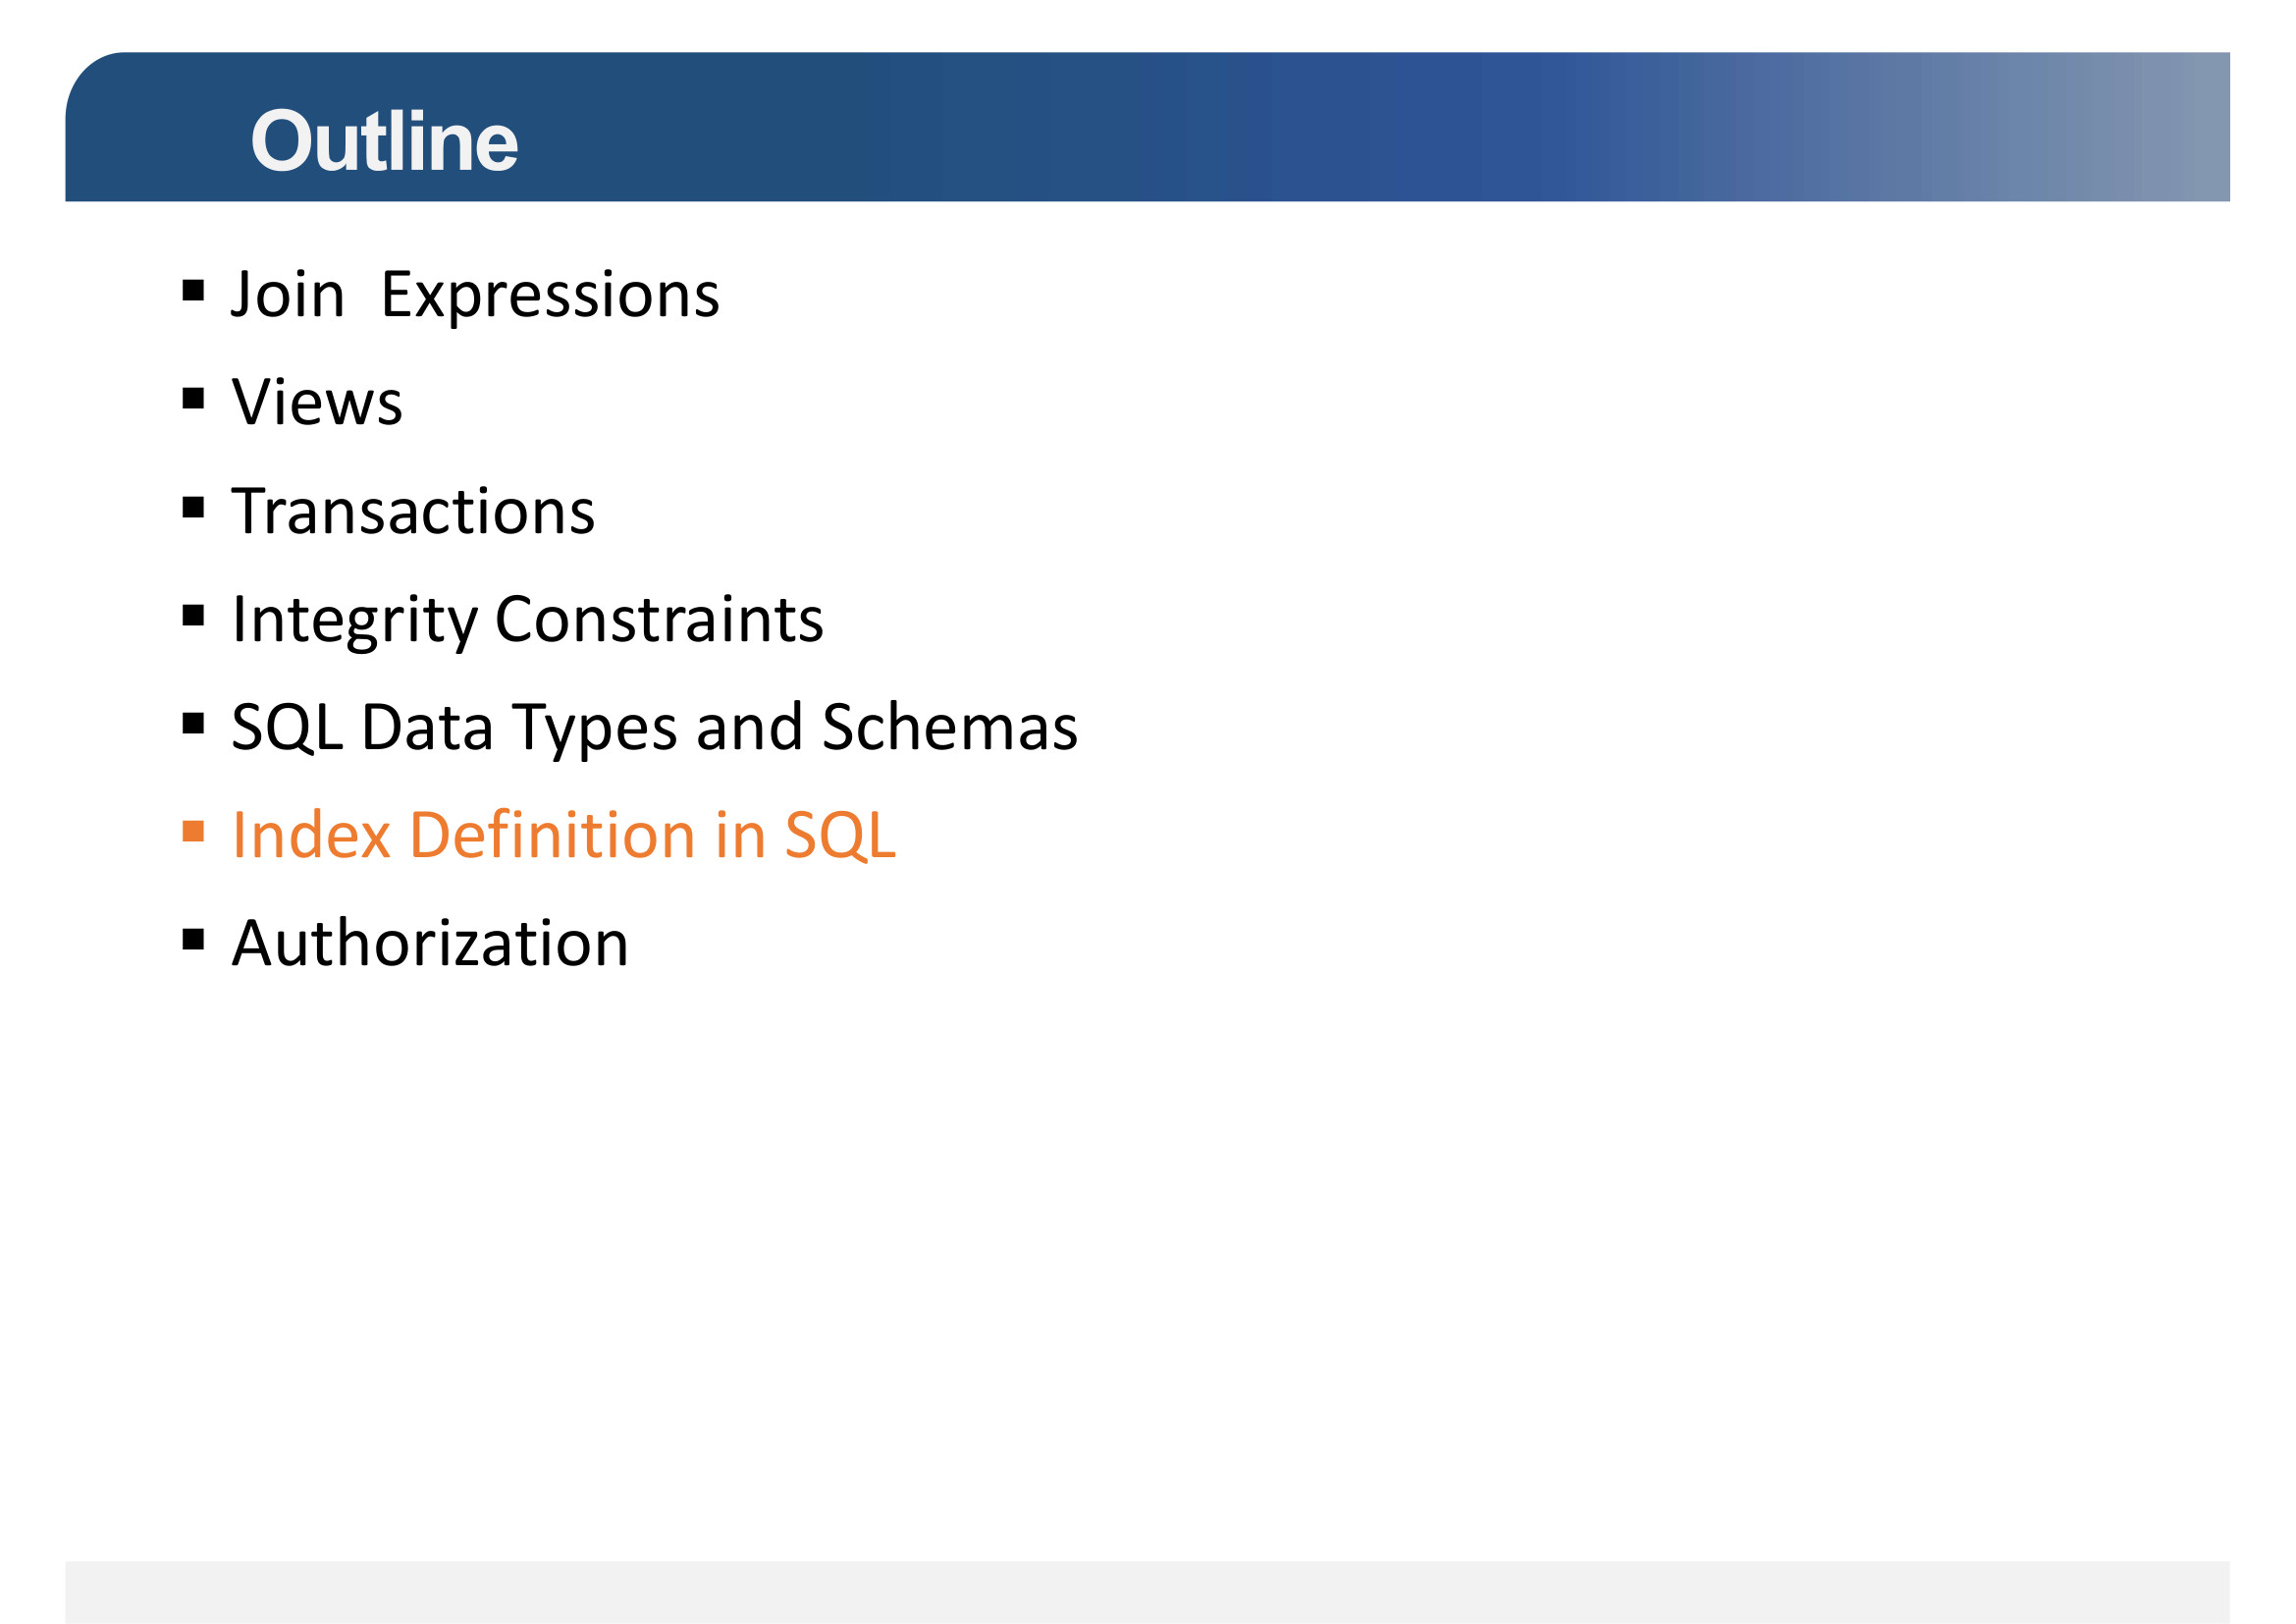 Outline
▪ Join  Expressions
▪ Views
▪ Transactions
▪ Integrity Constraints
▪ SQL Data Types and Schemas
▪ Index Definition in SQL
▪ Authorization